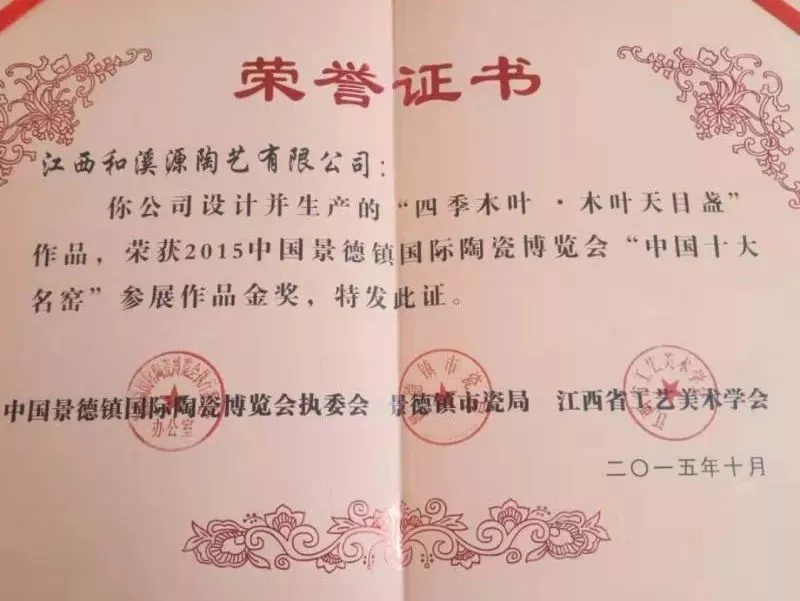 荣誉证书
江西和溪源陶艺有限公司：
你公司设计并生产的“四季木叶·木叶天目盏”
作品，荣获2015中国景德镇国际陶瓷博览会“中国十大
名窑”参展作品金奖，特发此证。
中国景德镇国际陶瓷博览会执委会 景德镇市瓷局 江西省工艺美术学会
办公室
二〇一五年十月